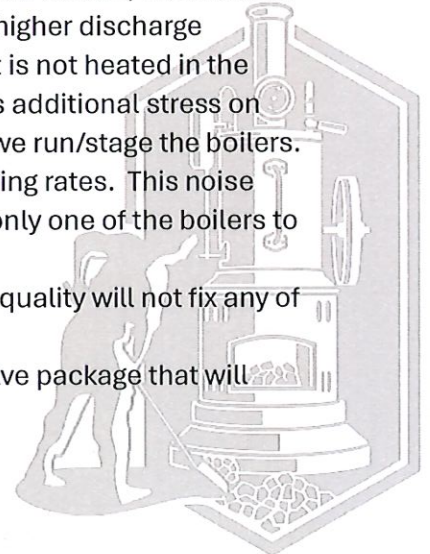 higher discharge
is not heated in the
s additional stress on
we run/stage the boilers.
ing rates. This noise
only one of the boilers to
quality will not fix any of
ve package that will